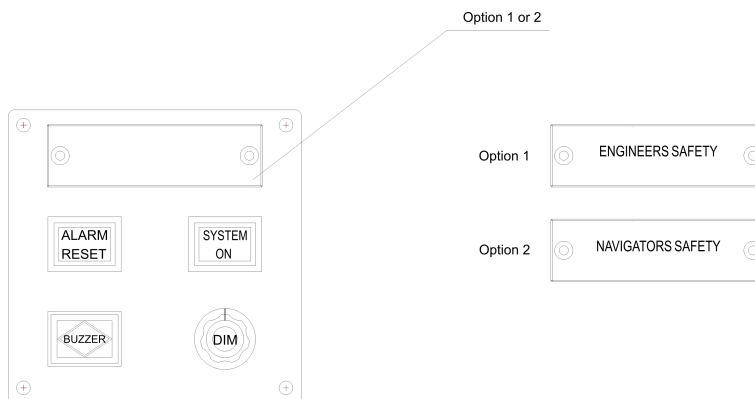 Option 1 or 2
Option 1
ENGINEERS SAFETY
ALARM
RESET
SYSTEM
ON
Option 2
NAVIGATORS SAFETY
BUZZER
DIM